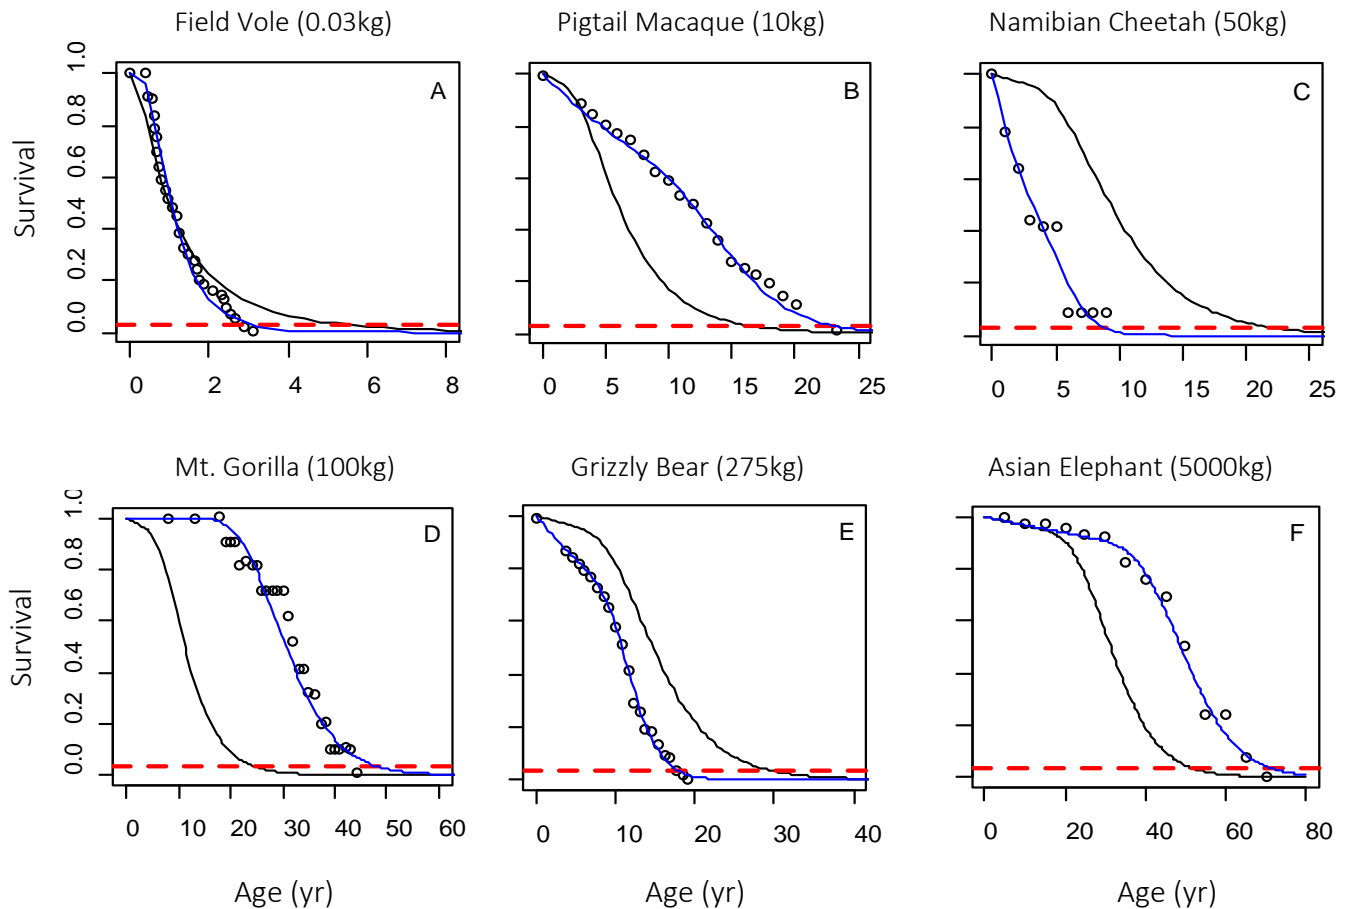 Field Vole (0.03kg)
Pigtail Macaque (10kg)
Namibian Cheetah (50kg)
Survival
0.0 0.2 0.4 0.6 0.8 1.0
A
B
C
0 2 4 6 8
0 5 10 15 20 25
0 5 10 15 20 25
Mt. Gorilla (100kg)
Grizzly Bear (275kg)
Asian Elephant (5000kg)
Survival
0.0 0.2 0.4 0.6 0.8 1.0
D
E
F
0 10 20 30 40 50 60
0 10 20 30 40
0 20 40 60 80
Age (yr)
Age (yr)
Age (yr)